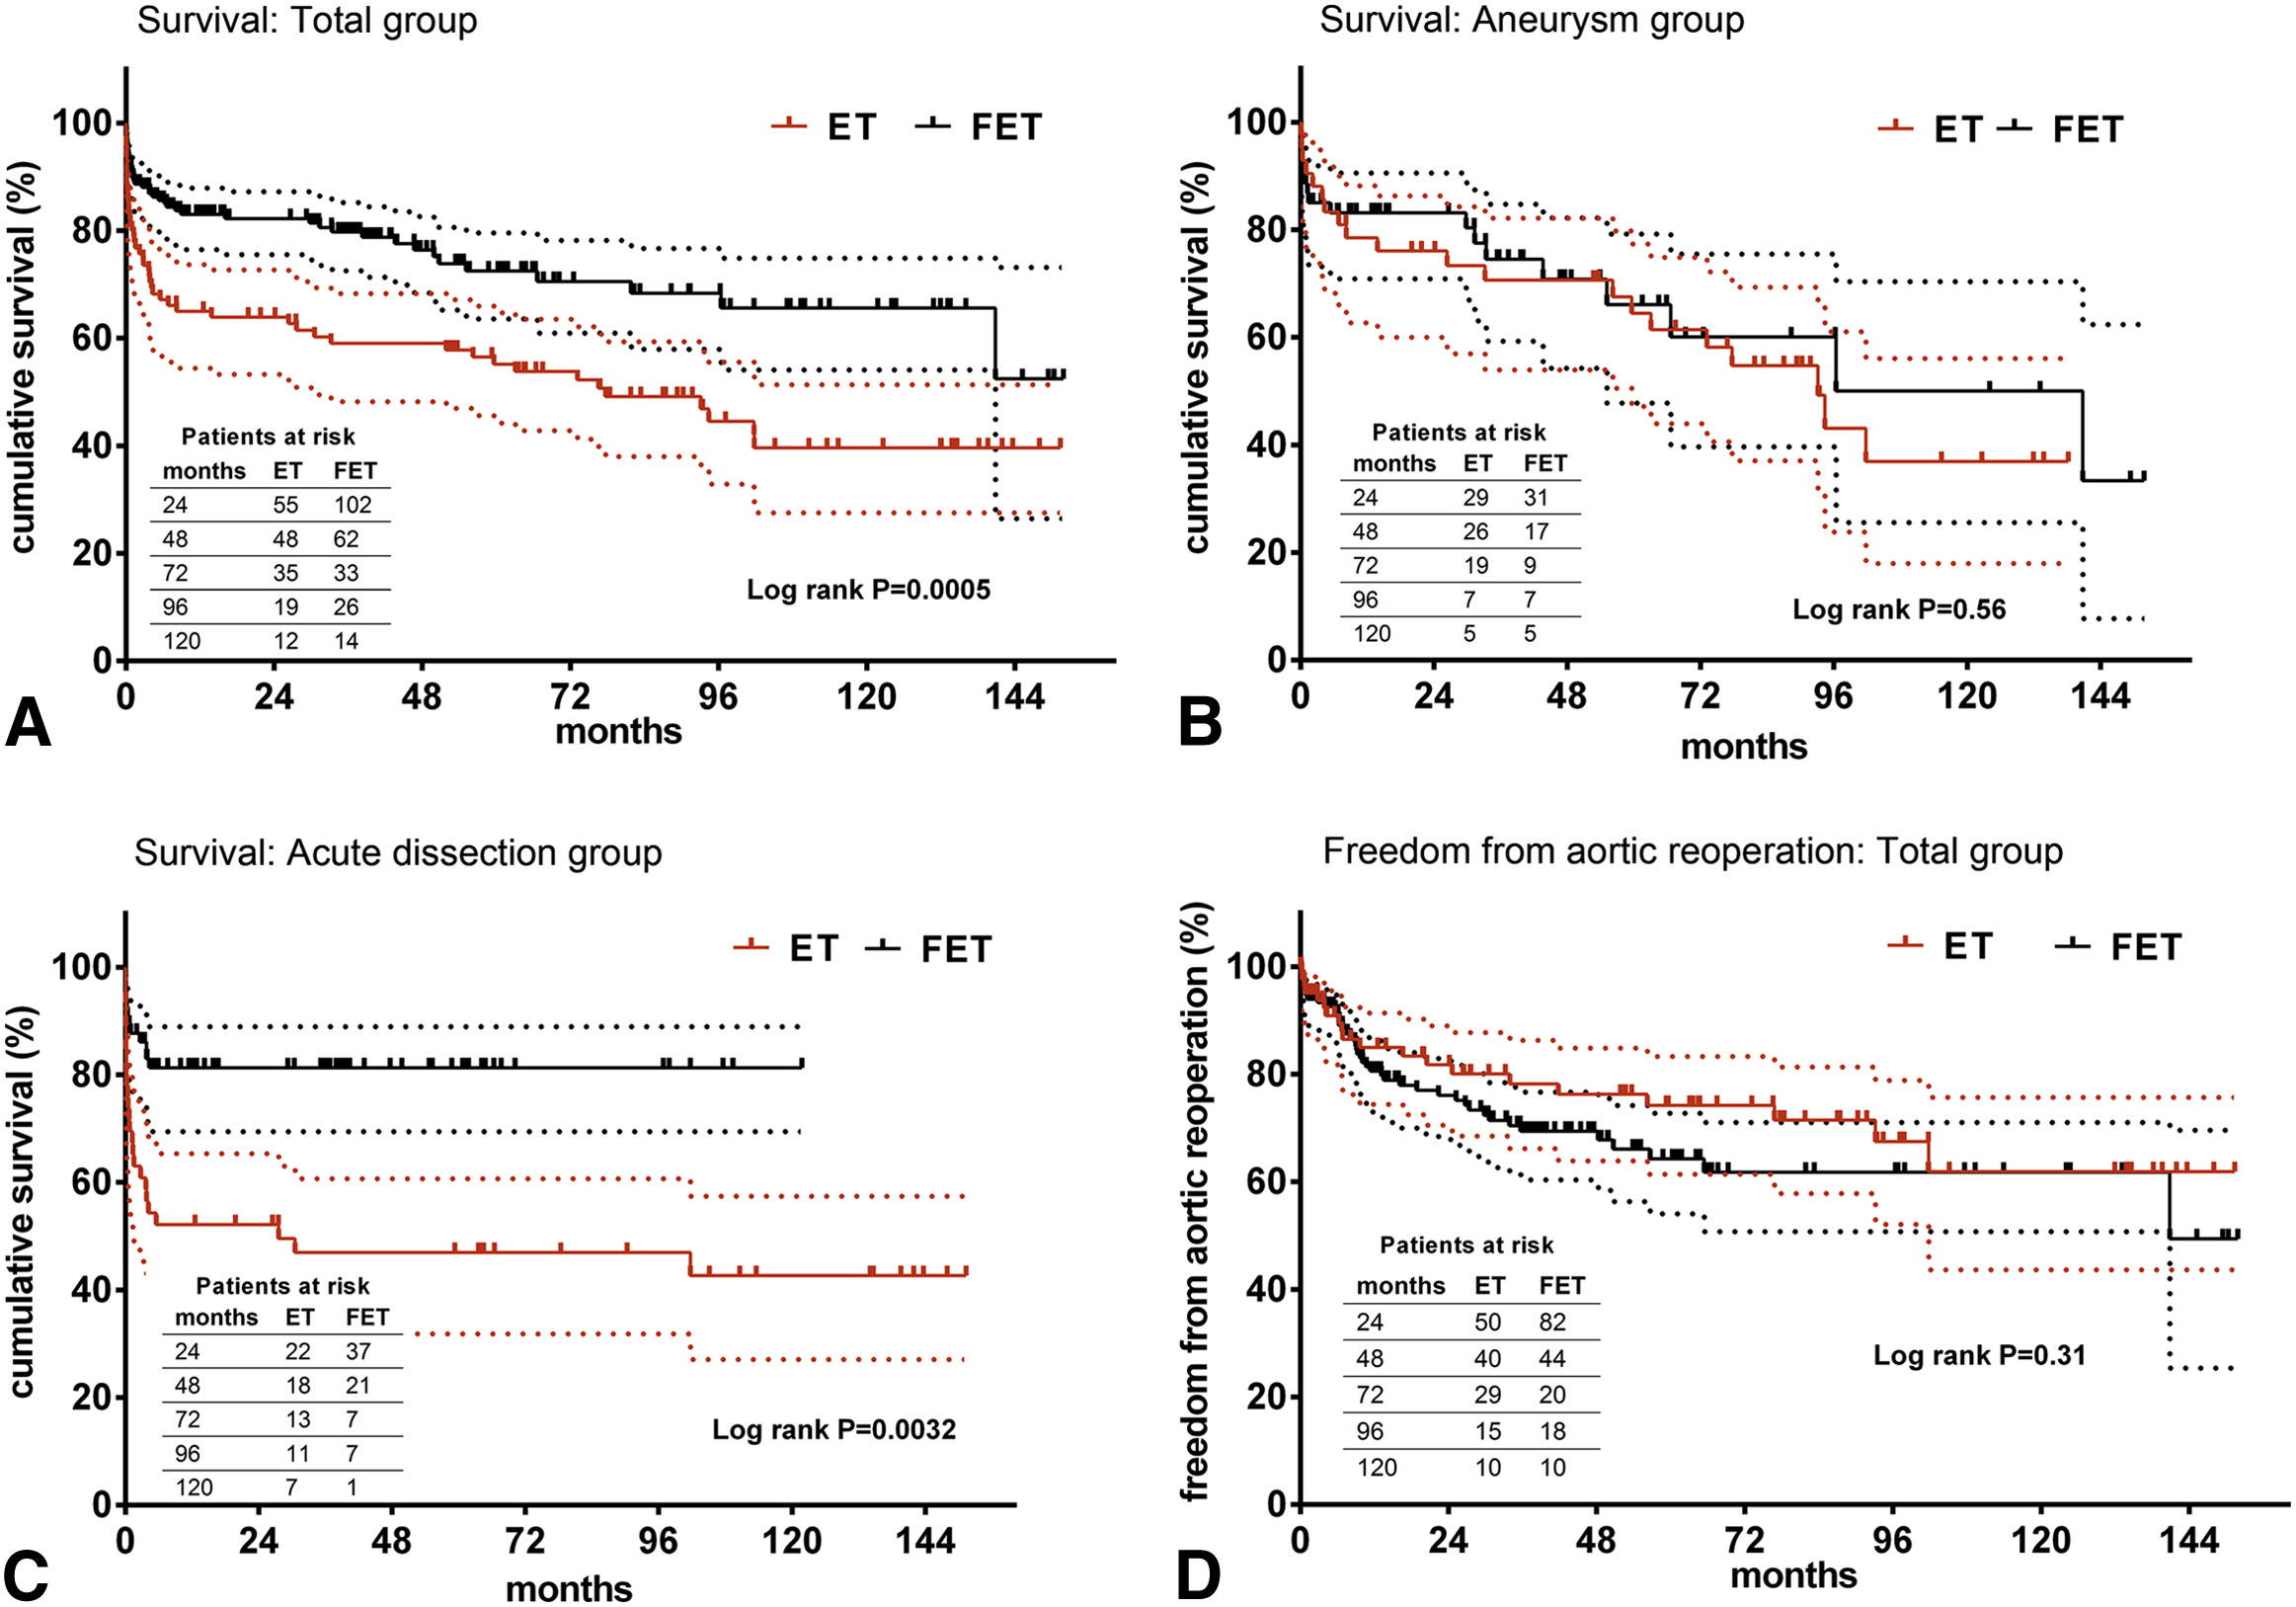 Survival: Total group
ET FET
cumulative survival (%)
100
80
60
40
20
0
Patients at risk
months ET FET
24 55 102
48 48 62
72 35 33
96 19 26
120 12 14
Log rank P=0.0005
0 24 48 72 96 120 144
months
A
Survival: Aneurysm group
ET FET
cumulative survival (%)
100
80
60
40
20
0
Patients at risk
months ET FET
24 29 31
48 26 17
72 19 9
96 7 7
120 5 5
Log rank P=0.56
0 24 48 72 96 120 144
months
B
Survival: Acute dissection group
ET FET
cumulative survival (%)
100
80
60
40
20
0
Patients at risk
months ET FET
24 22 37
48 18 21
72 13 7
96 11 7
120 7 1
Log rank P=0.0032
0 24 48 72 96 120 144
months
C
Freedom from aortic reoperation: Total group
ET FET
freedom from aortic reoperation (%)
100
80
60
40
20
0
Patients at risk
months ET FET
24 50 82
48 40 44
72 29 20
96 15 18
120 10 10
Log rank P=0.31
0 24 48 72 96 120 144
months
D